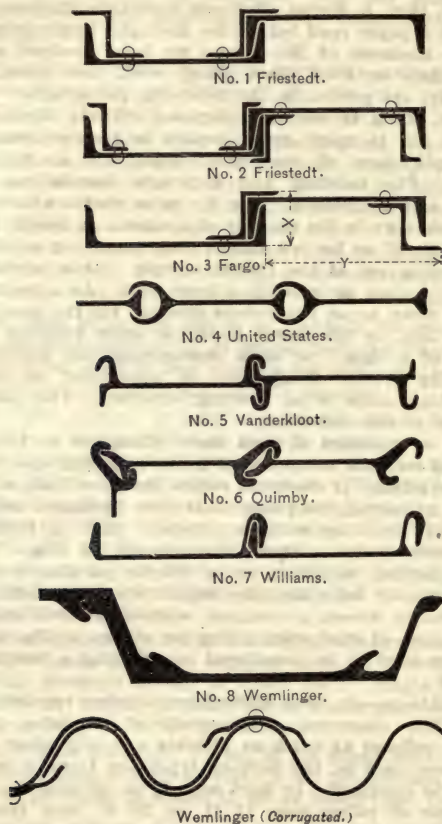 No. 1 Friestedt.
No. 2 Friestedt.
X
No. 3 Fargo.
Y
No. 4 United States.
No. 5 Vanderkloot.
No. 6 Quimby.
No. 7 Williams.
No. 8 Wemlinger.
Wemlinger (Corrugated.)